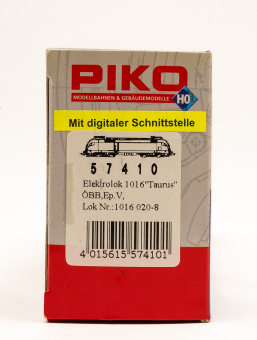 PIKO
MODELLBAHNEN & GEBÄUDEMODELLE
H0
Mit digitaler Schnittstelle
57410
Elektrolok 1016"Taurus"
ÖBB,Ep.V,
Lok Nr.:1016 020-8
4 015615 574101